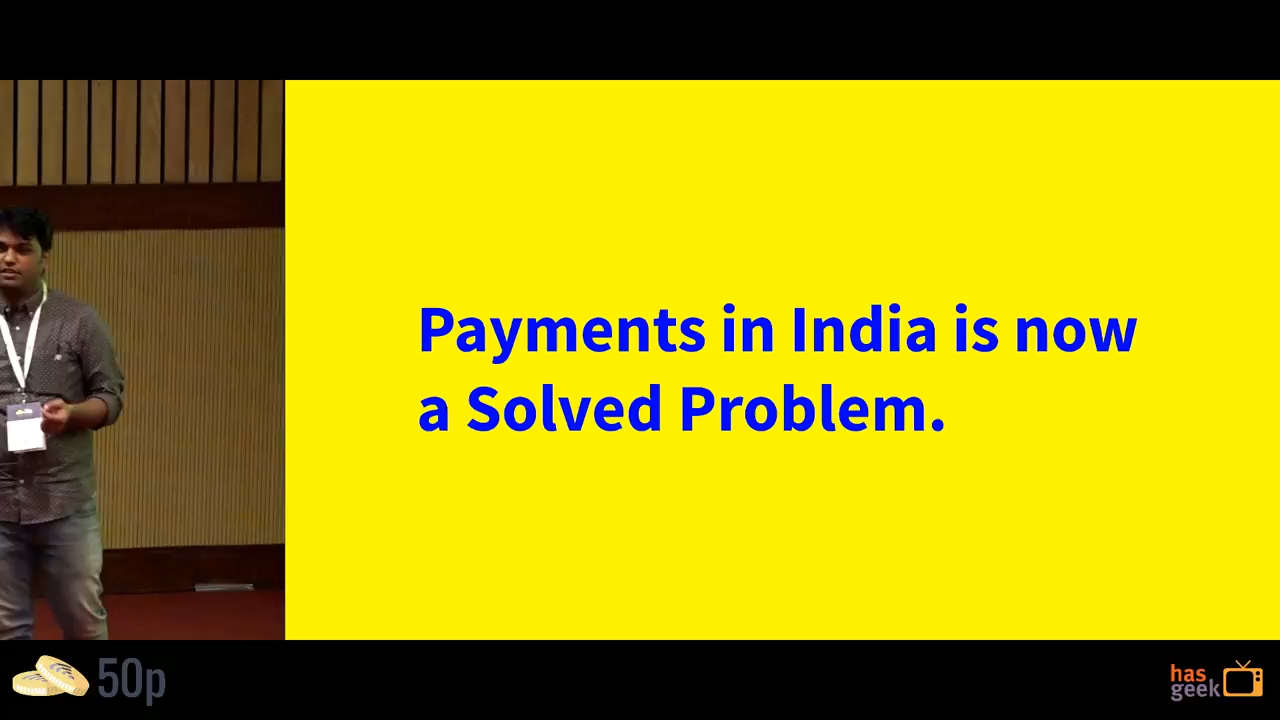 Payments in India is now
a Solved Problem.
50p
has
geek